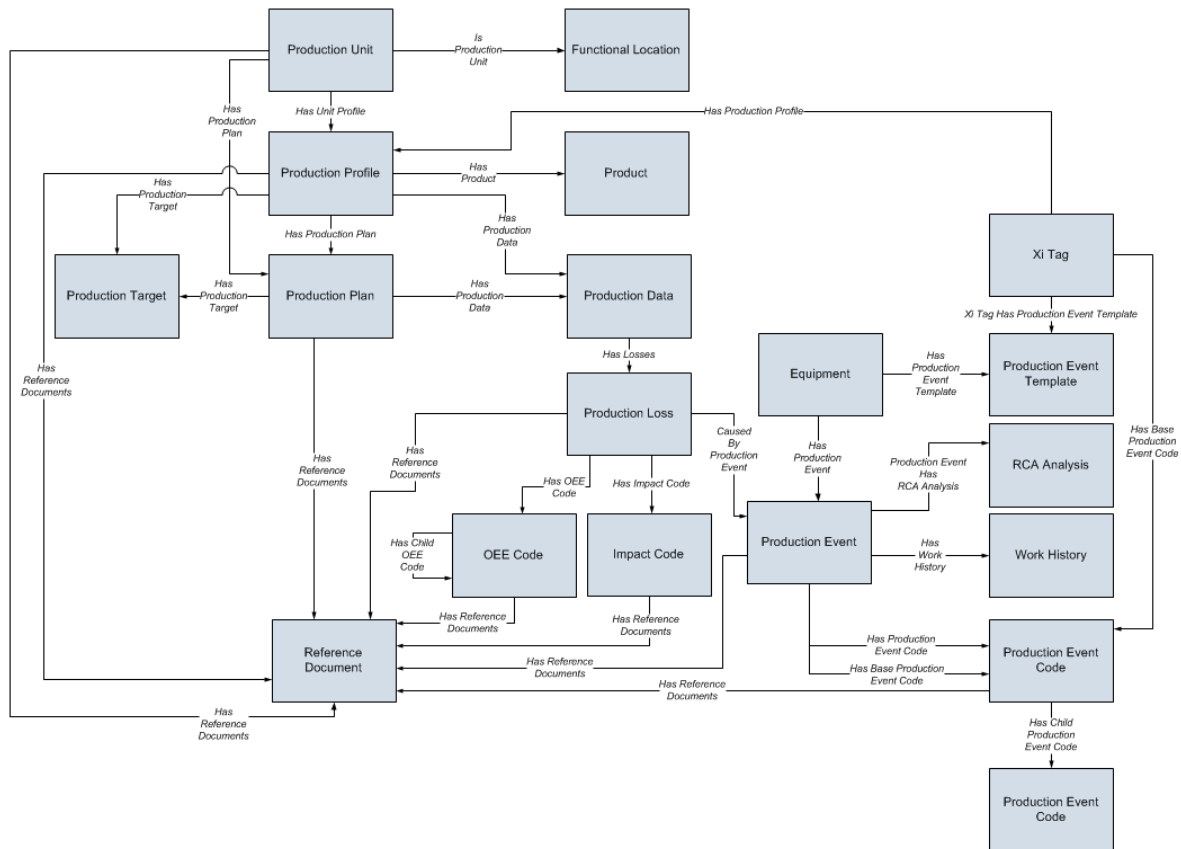 Production Unit
Is
Production
Unit
Functional Location
Has
Production
Plan
Has Unit Profile
Has Production Profile
Production Profile
Has
Product
Product
Has
Production
Target
Has Production Plan
Has
Production
Data
Xi Tag
Production Target
Has
Production
Target
Production Plan
Has
Production
Data
Production Data
Xi Tag Has Production Event Template
Has
Reference
Documents
Has Losses
Equipment
Has
Production
Event
Template
Production Event
Template
Production Loss
Has
Reference
Documents
Has
Reference
Documents
Caused
By
Production
Event
Has
Production
Event
Production Event
Has
RCA Analysis
RCA Analysis
Has Base
Production
Event Code
Has OEE
Code
Has Impact Code
Has Child
OEE
Code
OEE Code
Impact Code
Production Event
Has
Work
History
Work History
Has Reference
Documents
Has Reference
Documents
Reference
Document
Has Reference
Documents
Has Production
Event Code
Has Base Production
Event Code
Production Event
Code
Has Reference
Documents
Has
Reference
Documents
Has Child
Production
Event Code
Production Event
Code